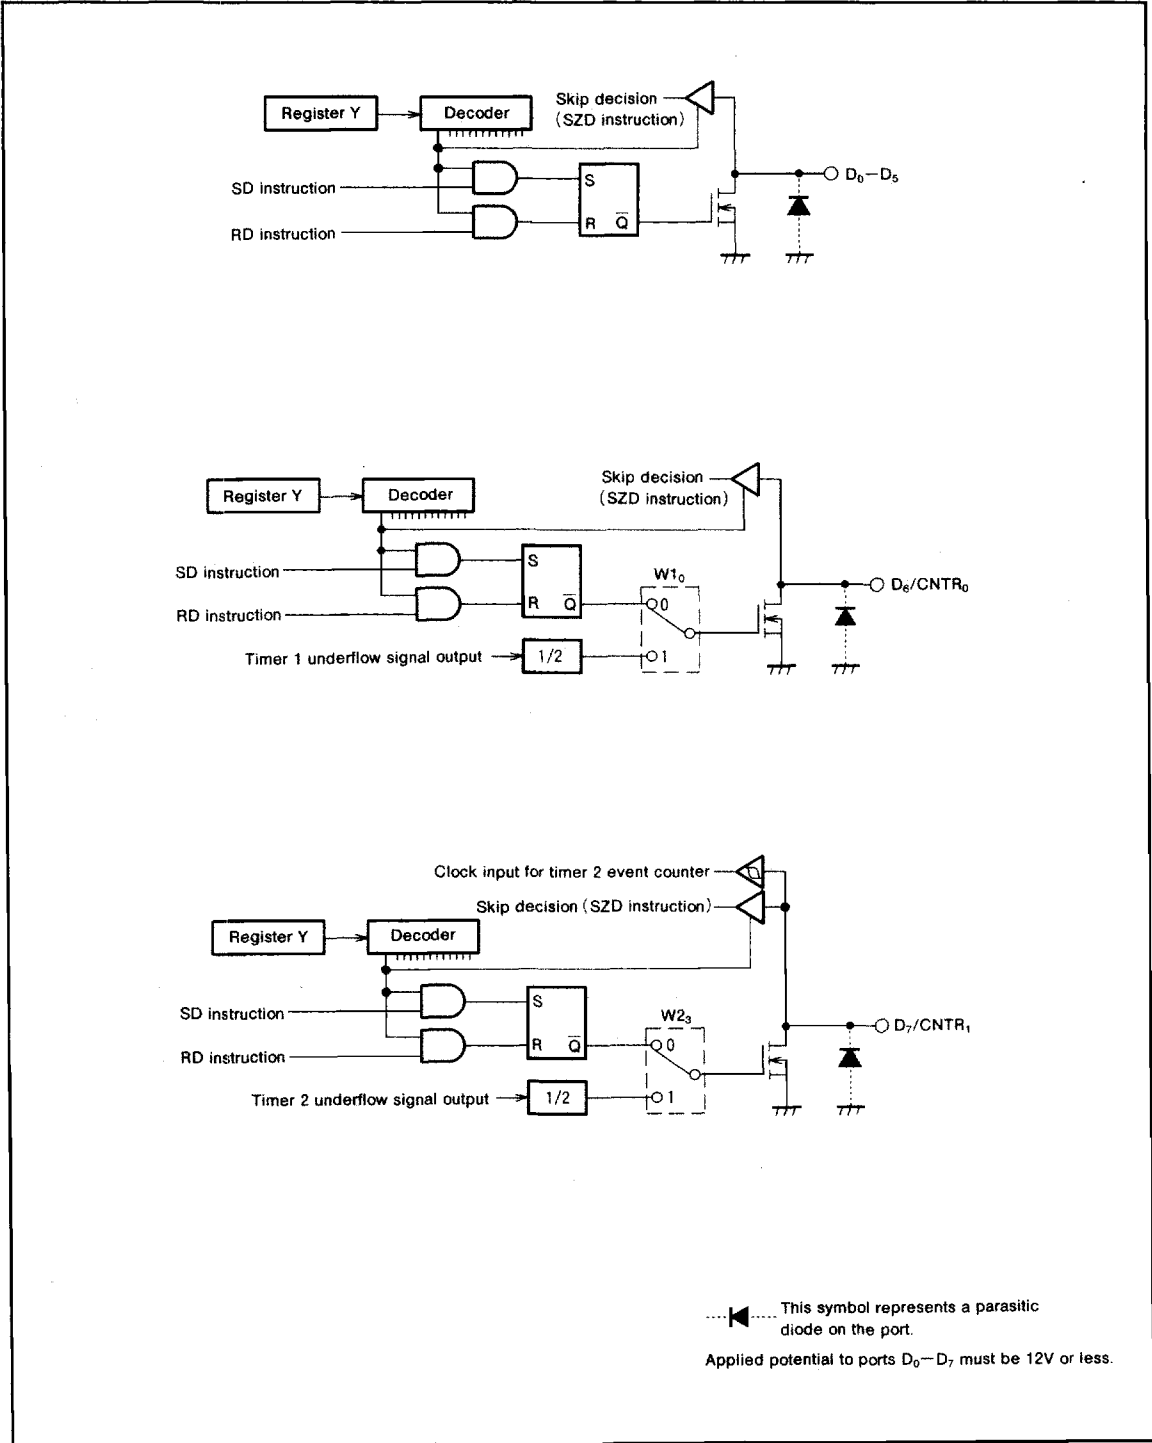 Register Y
Decoder
Skip decision
(SZD instruction)
SD instruction
RD instruction
S
R Q̅
D₀—D₅
Register Y
Decoder
Skip decision
(SZD instruction)
SD instruction
RD instruction
S
R Q̅
W1₀
0
1
Timer 1 underflow signal output
1/2
D₆/CNTR₀
Clock input for timer 2 event counter
Skip decision (SZD instruction)
Register Y
Decoder
SD instruction
RD instruction
S
R Q̅
W2₃
0
1
Timer 2 underflow signal output
1/2
D₇/CNTR₁
This symbol represents a parasitic
diode on the port.
Applied potential to ports D₀—D₇ must be 12V or less.